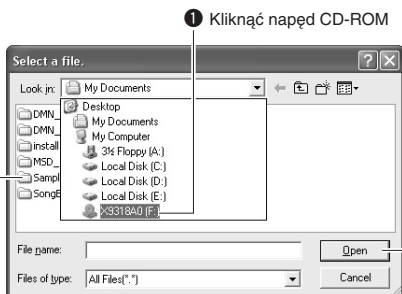 ❶ Kliknąć napęd CD-ROM
Select a file.
Look in: My Documents
Desktop
DMN_
My Documents
DMN_
My Computer
install
3½ Floppy (A:)
MSD_
Local Disk (C:)
Sampl
Local Disk (D:)
SongE
Local Disk (E:)
X9318A0 (F:)
File name:
Open
Files of type: All Files(*.*)
Cancel